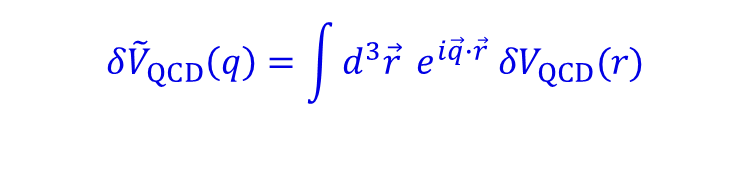 δṼ_QCD(q) = ∫ d³r⃗ e^{iq⃗·r⃗} δV_QCD(r)